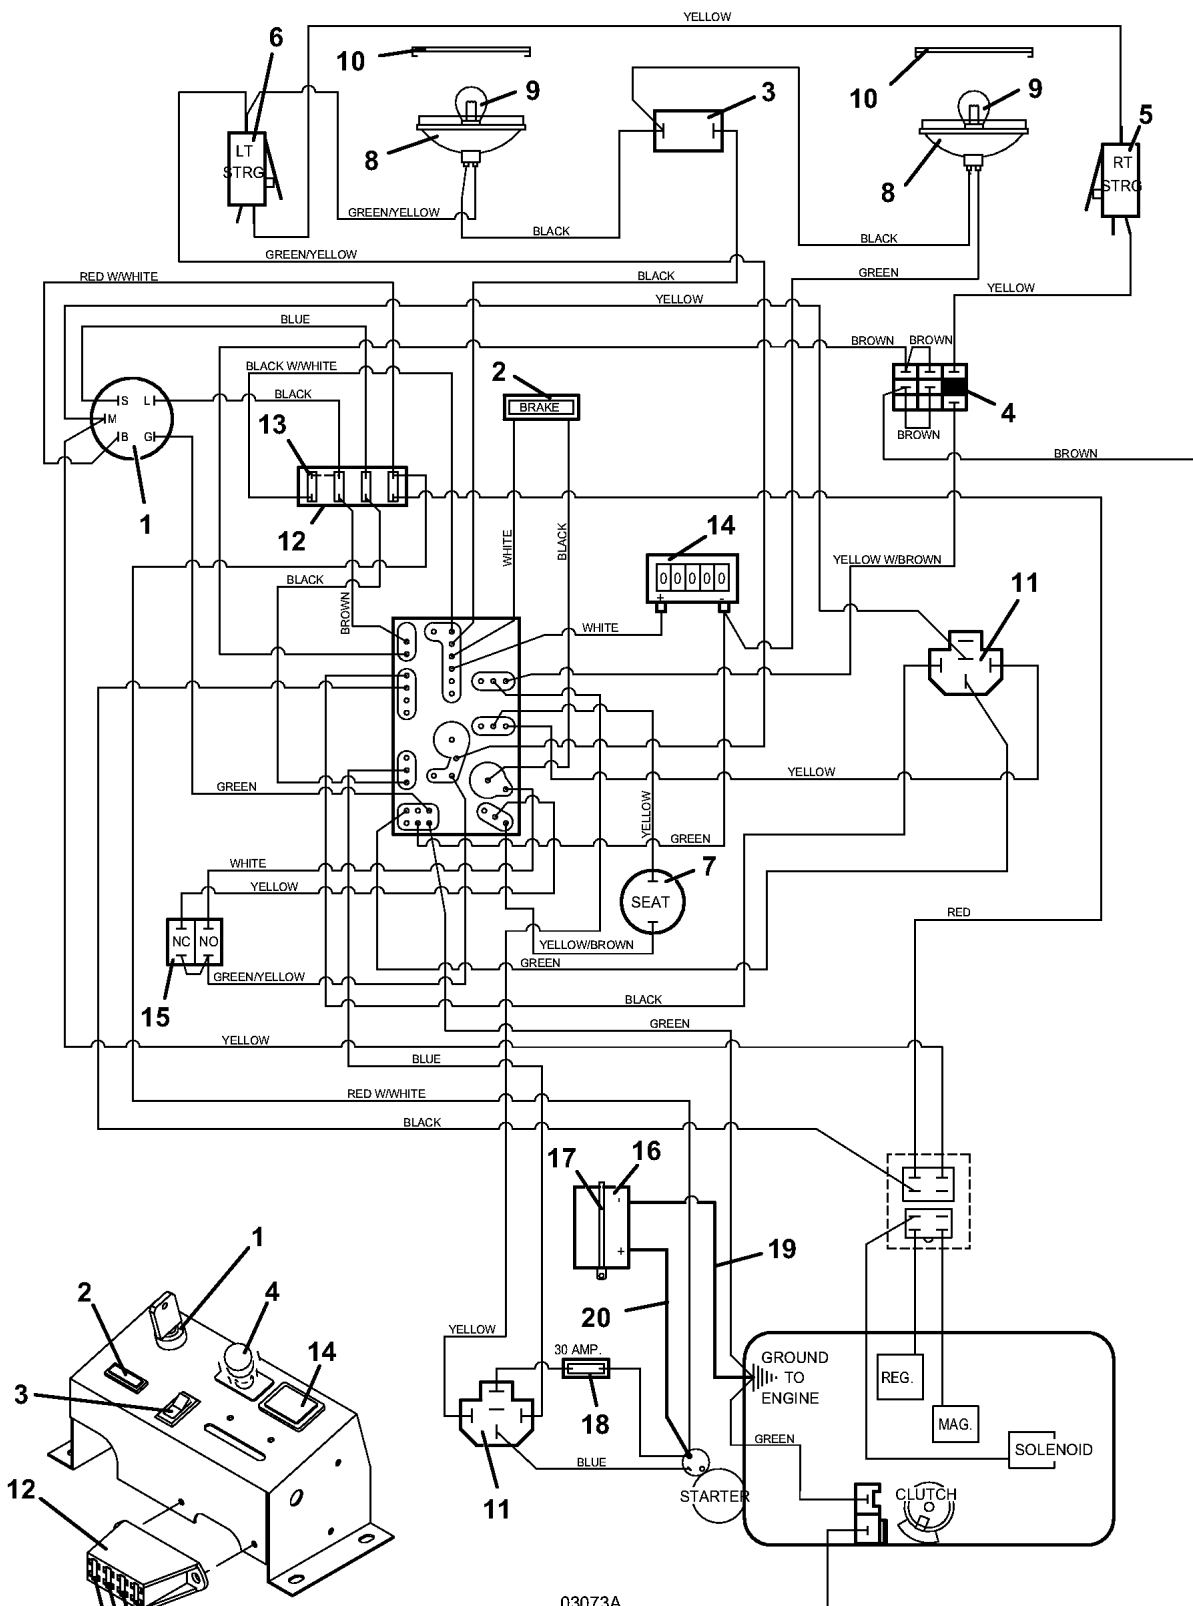 YELLOW
6
10
9
3
10
9
5
8
8
LT
STRG
RT
STRG
GREEN/YELLOW
BLACK
BLACK
GREEN/YELLOW
RED W/WHITE
BLACK
GREEN
YELLOW
YELLOW
BLUE
BROWN
BROWN
BLACK W/WHITE
2
BLACK
BRAKE
4
S
L
M
B
G
13
BROWN
BROWN
1
12
14
WHITE
BLACK
YELLOW W/BROWN
00000
+ -
BLACK
BROWN
11
WHITE
YELLOW
GREEN
YELLOW
GREEN
WHITE
7
YELLOW
SEAT
RED
NC
NO
YELLOW/BROWN
GREEN
GREEN/YELLOW
15
BLACK
GREEN
YELLOW
BLUE
RED W/WHITE
BLACK
17
16
-
+
19
20
1
2
4
YELLOW
30 AMP.
14
3
18
GROUND
TO
ENGINE
REG.
MAG.
GREEN
SOLENOID
BLUE
12
11
STARTER
CLUTCH
03073A